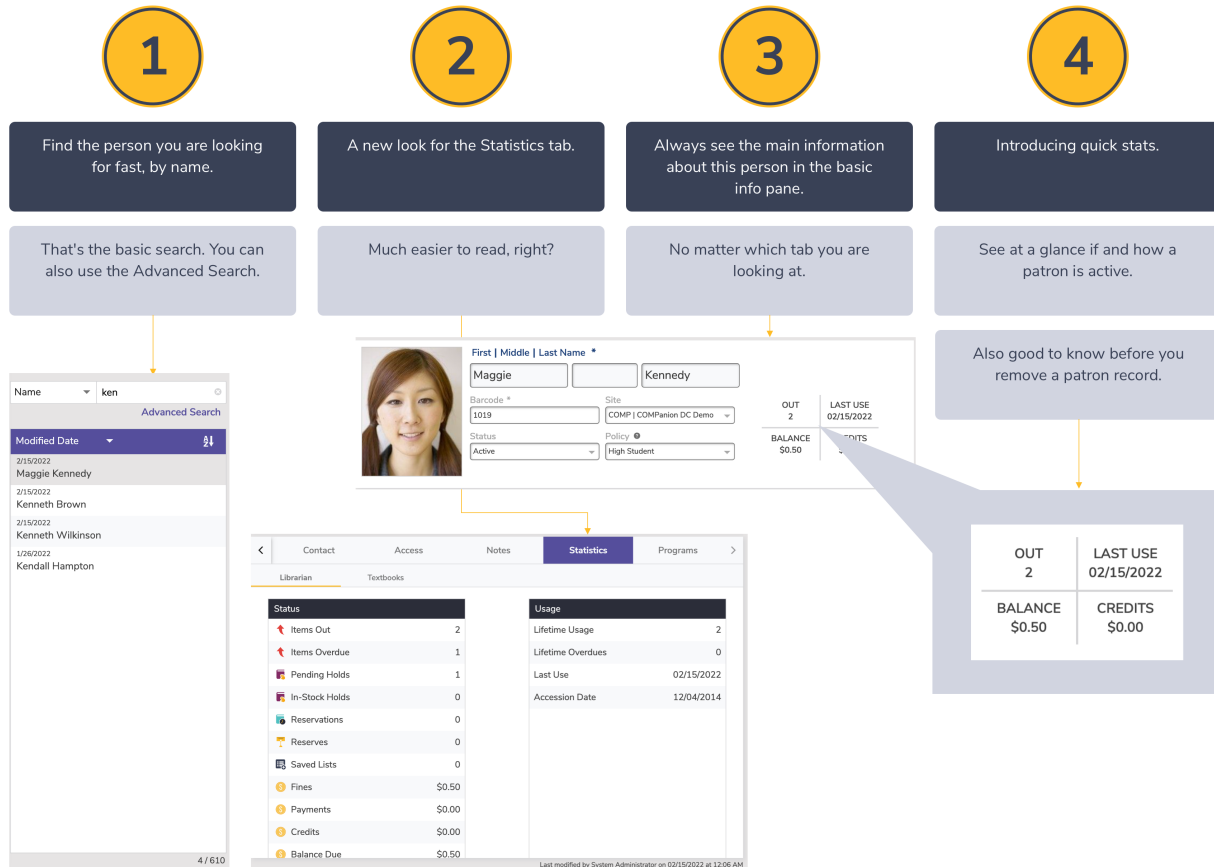 1
2
3
4
Find the person you are looking
for fast, by name.
A new look for the Statistics tab.
Always see the main information
about this person in the basic
info pane.
Introducing quick stats.
That's the basic search. You can
also use the Advanced Search.
Much easier to read, right?
No matter which tab you are
looking at.
See at a glance if and how a
patron is active.
Also good to know before you
remove a patron record.
Name ken
Advanced Search
Modified Date
2/15/2022
Maggie Kennedy
2/15/2022
Kenneth Brown
2/15/2022
Kenneth Wilkinson
1/26/2022
Kendall Hampton
4 / 610
First | Middle | Last Name *
Maggie Kennedy
Barcode * Site
1019 COMP | COMPanion DC Demo
Status Policy
Active High Student
OUT LAST USE
2 02/15/2022
BALANCE
$0.50
Contact Access Notes Statistics Programs
Librarian Textbooks
Status
Items Out 2
Items Overdue 1
Pending Holds 1
In-Stock Holds 0
Reservations 0
Reserves 0
Saved Lists 0
Fines $0.50
Payments $0.00
Credits $0.00
Balance Due $0.50
Usage
Lifetime Usage 2
Lifetime Overdues 0
Last Use 02/15/2022
Accession Date 12/04/2014
Last modified by System Administrator on 02/15/2022 at 12:06 AM
OUT LAST USE
2 02/15/2022
BALANCE CREDITS
$0.50 $0.00